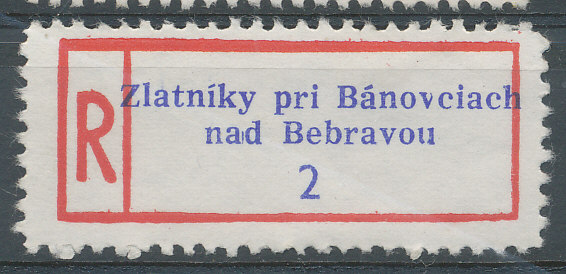 R
Zlatníky pri Bánovciach
nad Bebravou
2